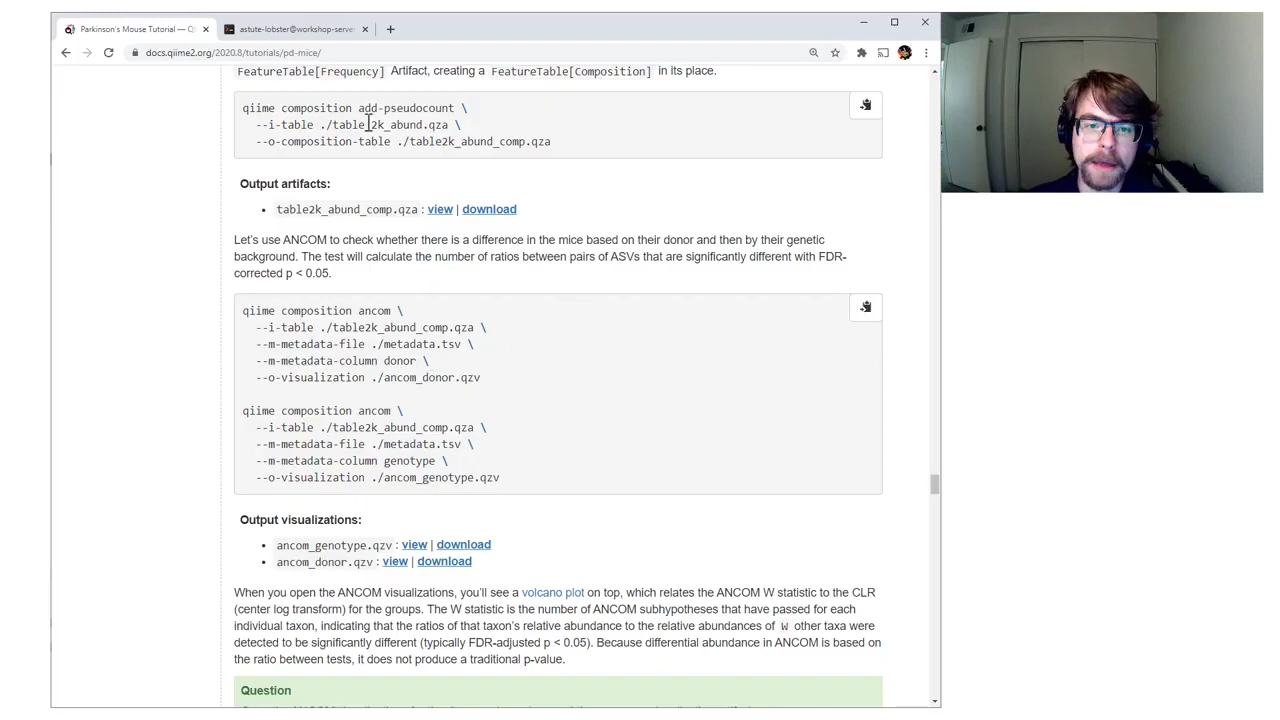 Parkinson's Mouse Tutorial — Qi
astute-lobster@workshop-server
docs.qiime2.org/2020.8/tutorials/pd-mice/
FeatureTable[Frequency] Artifact, creating a FeatureTable[Composition] in its place.
qiime composition add-pseudocount \
--i-table ./table2k_abund.qza \
--o-composition-table ./table2k_abund_comp.qza
Output artifacts:
• table2k_abund_comp.qza : view | download
Let's use ANCOM to check whether there is a difference in the mice based on their donor and then by their genetic
background. The test will calculate the number of ratios between pairs of ASVs that are significantly different with FDR-
corrected p < 0.05.
qiime composition ancom \
--i-table ./table2k_abund_comp.qza \
--m-metadata-file ./metadata.tsv \
--m-metadata-column donor \
--o-visualization ./ancom_donor.qzv
qiime composition ancom \
--i-table ./table2k_abund_comp.qza \
--m-metadata-file ./metadata.tsv \
--m-metadata-column genotype \
--o-visualization ./ancom_genotype.qzv
Output visualizations:
• ancom_genotype.qzv : view | download
• ancom_donor.qzv : view | download
When you open the ANCOM visualizations, you'll see a volcano plot on top, which relates the ANCOM W statistic to the CLR
(center log transform) for the groups. The W statistic is the number of ANCOM subhypotheses that have passed for each
individual taxon, indicating that the ratios of that taxon's relative abundance to the relative abundances of W other taxa were
detected to be significantly different (typically FDR-adjusted p < 0.05). Because differential abundance in ANCOM is based on
the ratio between tests, it does not produce a traditional p-value.
Question